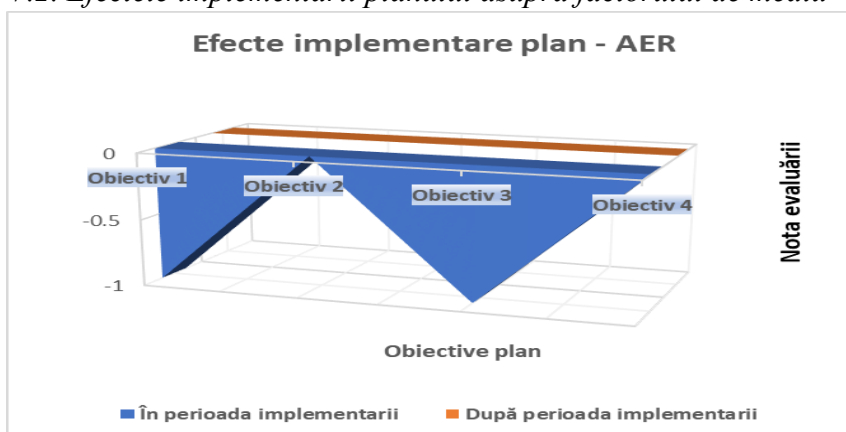 Efecte implementare plan - AER
0
Obiectiv 1
Obiectiv 2
Obiectiv 3
Obiectiv 4
-0.5
-1
Nota evaluării
Obiective plan
În perioada implementarii
După perioada implementarii